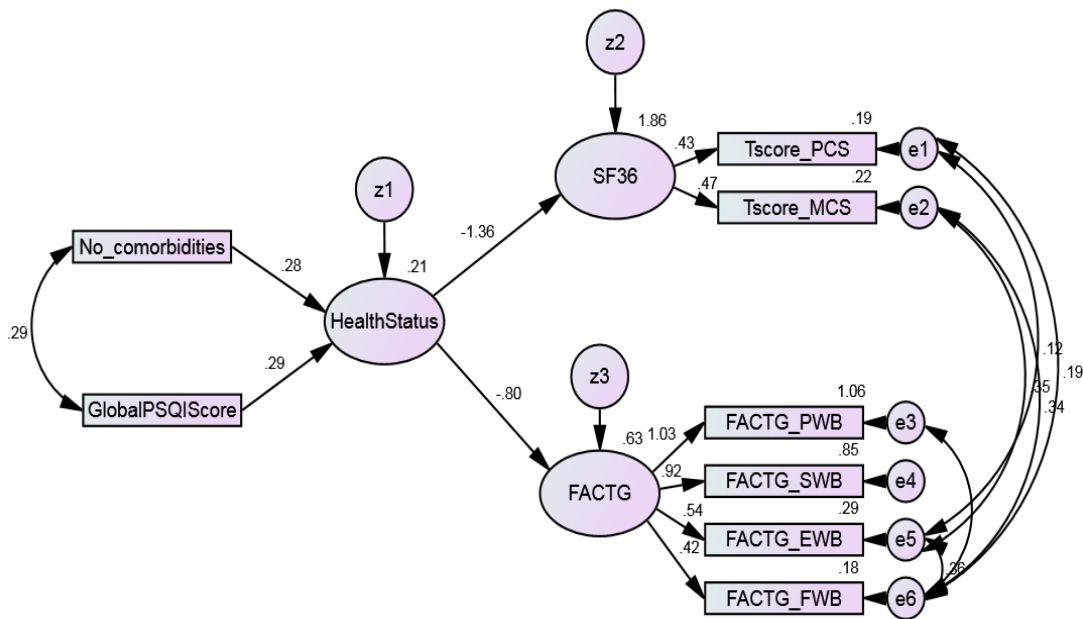 z2
1.86
.19
.43
Tscore_PCS
e1
SF36
.47
.22
Tscore_MCS
e2
z1
-1.36
No_comorbidities
.28
.21
HealthStatus
.29
.29
GlobalPSQIScore
-.80
z3
.12
.19
.35
.34
1.06
.63
1.03
FACTG_PWB
e3
.85
.92
FACTG_SWB
e4
FACTG
.29
.54
FACTG_EWB
e5
.42
.18
.36
FACTG_FWB
e6